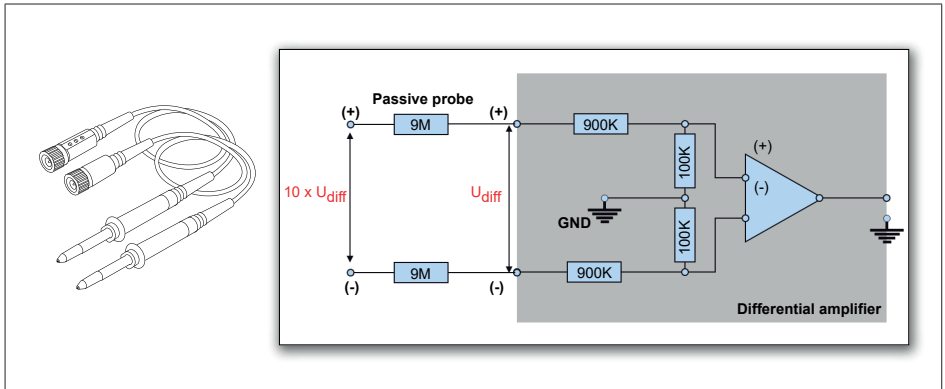 Passive probe
(+)
(+)
9M
900K
100K
(+)
(-)
10 x Udiff
Udiff
GND
100K
9M
900K
(-)
(-)
Differential amplifier